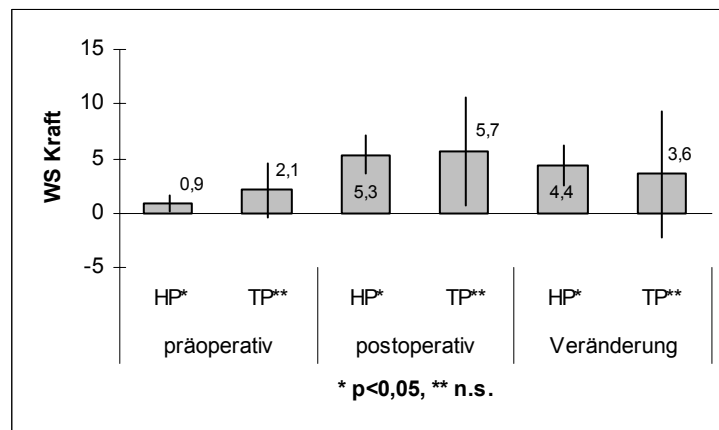 WS Kraft
15
10
5
0
-5
0,9
2,1
5,3
5,7
4,4
3,6
HP* TP** HP* TP** HP* TP**
präoperativ postoperativ Veränderung
* p<0,05, ** n.s.